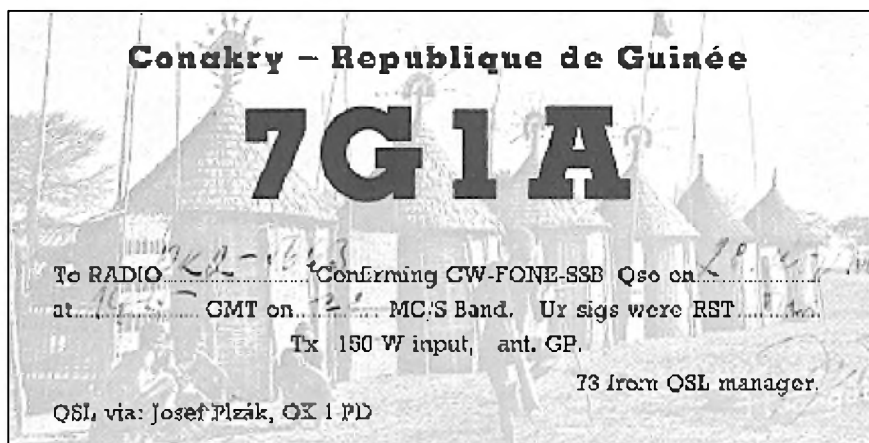 Conakry – Republique de Guinée
7G1A
To RADIO Confirming CW-FONE-SSB Qso on
at GMT on MC/S Band. Ur sigs were RST
Tx 150 W input, ant. GP.
73 from QSL manager.
QSL via: Josef Plzák, OX 1 PD